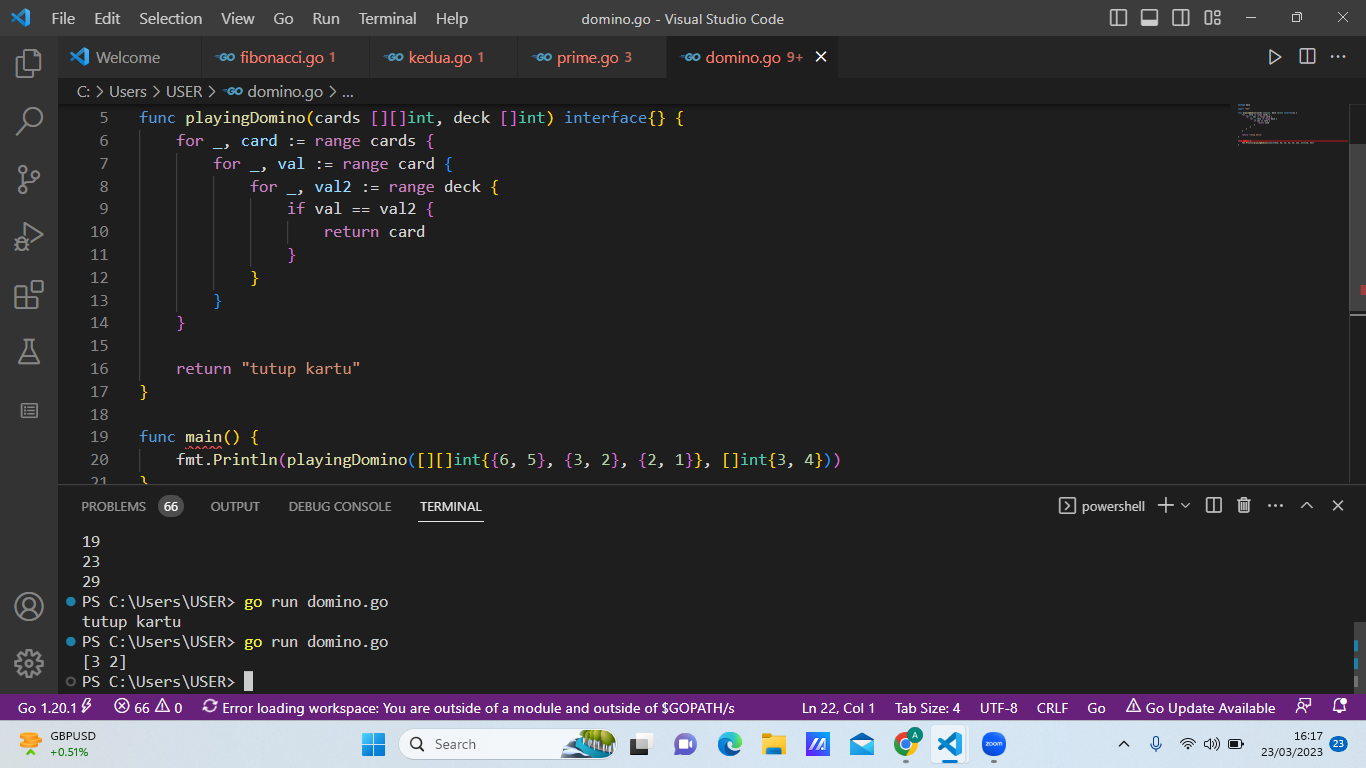 File Edit Selection View Go Run Terminal Help domino.go - Visual Studio Code
Welcome fibonacci.go 1 kedua.go 1 prime.go 3 domino.go 9+
C: > Users > USER > domino.go > ...
5 func playingDomino(cards [][]int, deck []int) interface{} {
6 for _, card := range cards {
7 for _, val := range card {
8 for _, val2 := range deck {
9 if val == val2 {
10 return card
11 }
12 }
13 }
14 }
15
16 return "tutup kartu"
17 }
18
19 func main() {
20 fmt.Println(playingDomino([][]int{{6, 5}, {3, 2}, {2, 1}}, []int{3, 4}))
21 }
PROBLEMS 66 OUTPUT DEBUG CONSOLE TERMINAL powershell
19
23
29
PS C:\Users\USER> go run domino.go
tutup kartu
PS C:\Users\USER> go run domino.go
[3 2]
PS C:\Users\USER>
Go 1.20.1 66 0 Error loading workspace: You are outside of a module and outside of $GOPATH/s Ln 22, Col 1 Tab Size: 4 UTF-8 CRLF Go Go Update Available
GBPUSD
+0.51%
Search
A
zoom
16:17
23/03/2023 23